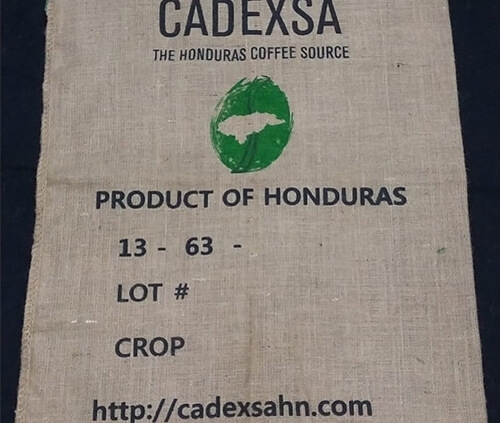 CADEXSA
THE HONDURAS COFFEE SOURCE
PRODUCT OF HONDURAS
13 - 63 -
LOT #
CROP
http://cadexsahn.com